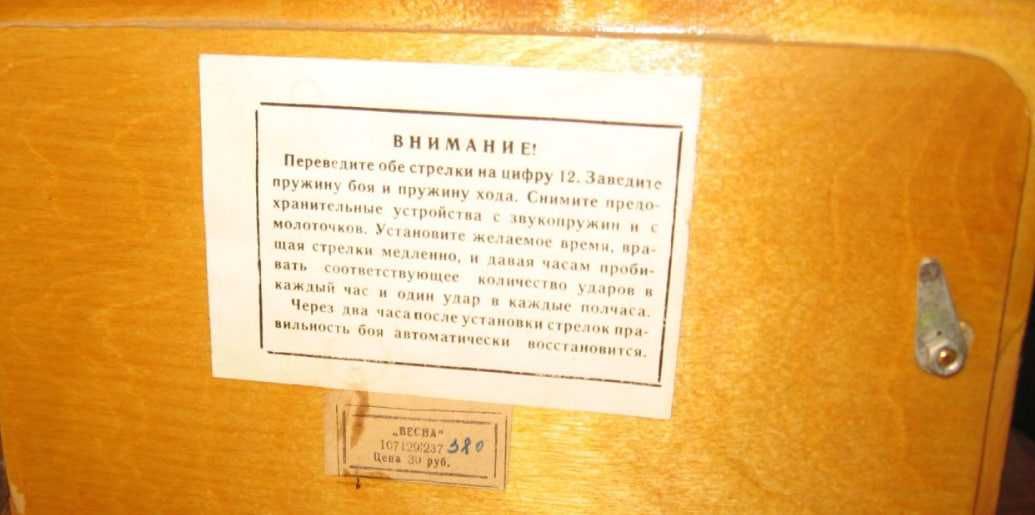 ВНИМАНИЕ!
Переведите обе стрелки на цифру 12. Заведите
пружину боя и пружину хода. Снимите предо-
хранительные устройства с звукопружин и с
молоточков. Установите желаемое время, вра-
щая стрелки медленно, и давая часам проби-
вать соответствующее количество ударов в
каждый час и один удар в каждые полчаса.
Через два часа после установки стрелок пра-
вильность боя автоматически восстановится.
„ВЕСНА"
380
Цена 30 руб.